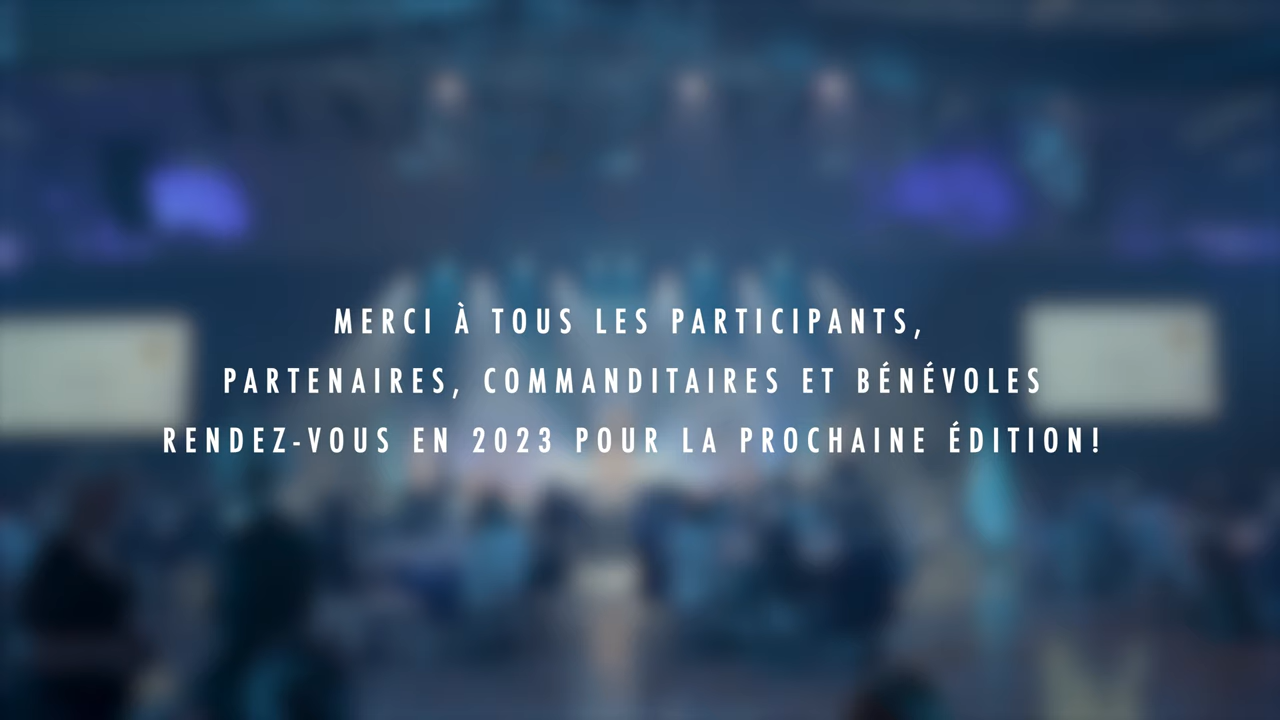 MERCI À TOUS LES PARTICIPANTS,
PARTENAIRES, COMMANDITAIRES ET BÉNÉVOLES
RENDEZ-VOUS EN 2023 POUR LA PROCHAINE ÉDITION!